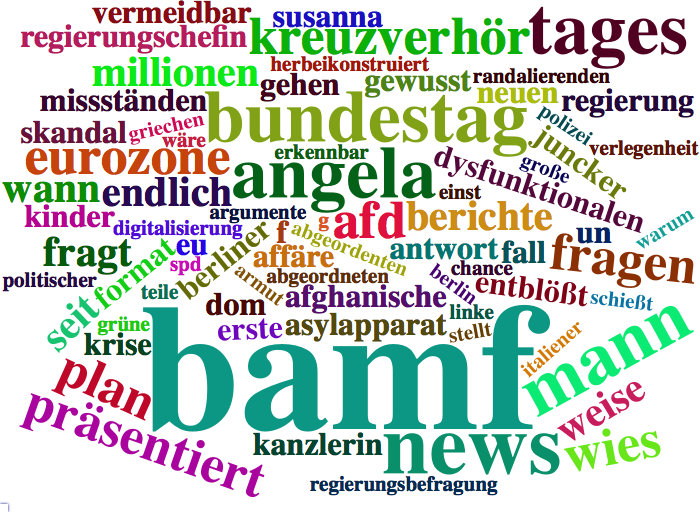 vermeidbar
susanna
tages
regierungschefin
kreuzverhör
herbeikonstruiert
millionen
gehen
gewusst
randalierenden
missständen
bundestag
neuen
regierung
skandal
griechen
wäre
polizei
juncker
verlegenheit
eurozone
erkennbar
angela
dysfunktionalen
große
wann
endlich
einst
kinder
argumente
g
afd
berichte
warum
digitalisierung
eu
f
abgeordenten
un
fragt
format
berliner
affäre
antwort
fall
fragen
politischer
spd
armut
abgeordneten
berlin
chance
entblößt
schießt
seit
teile
dom
afghanische
linke
grüne
erste
asylapparat
stellt
krise
bamf
italiener
mann
plan
präsentiert
kanzlerin
news
weise
wies
regierungsbefragung